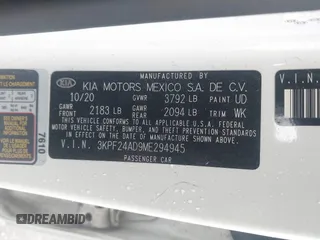 MANUFACTURED BY
KIA KIA MOTORS MEXICO S.A. DE C.V.
10/20 GVWR 3792 LB PAINT UD
GAWR FRONT 2183 LB GAWR REAR 2094 LB TRIM WK
THIS VEHICLE CONFORMS TO ALL APPLICABLE U.S. FEDERAL MOTOR VEHICLE SAFETY,
BUMPER, AND THEFT PREVENTION STANDARDS IN EFFECT ON THE DATE OF
MANUFACTURE SHOWN ABOVE.
V.I.N. 3KPF24AD9ME294945
PASSENGER CAR
7610
V.I.N.
DREAMBID